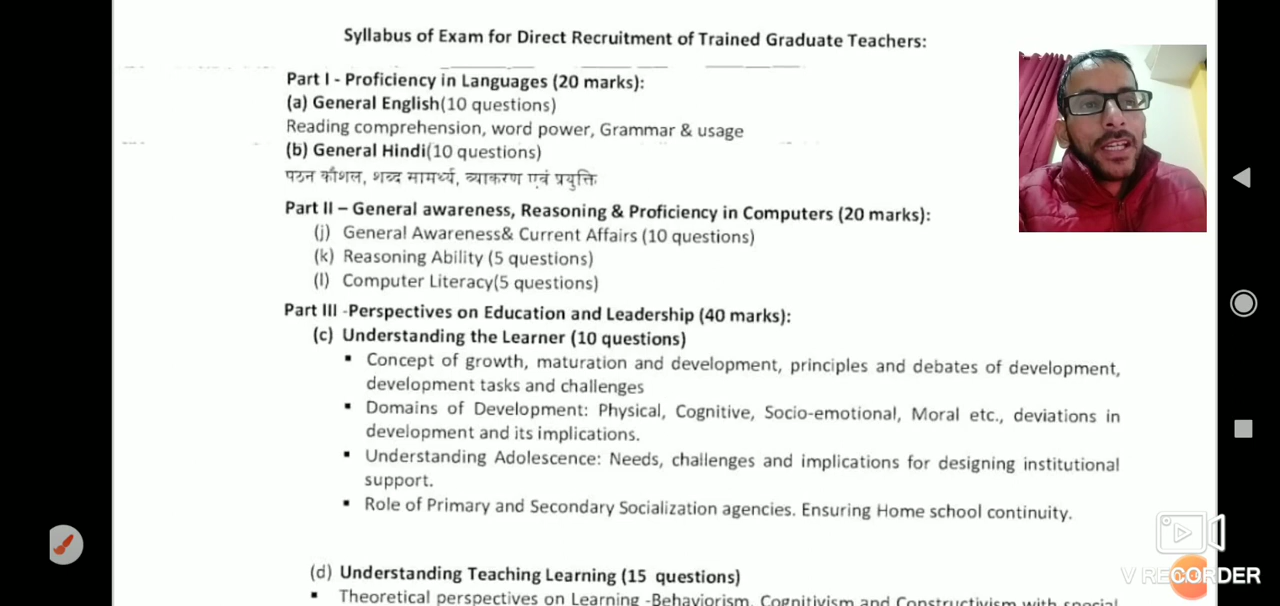 Syllabus of Exam for Direct Recruitment of Trained Graduate Teachers:
Part I - Proficiency in Languages (20 marks):
(a) General English(10 questions)
Reading comprehension, word power, Grammar & usage
(b) General Hindi(10 questions)
पठन कौशल, शब्द सामर्थ्य, व्याकरण एवं प्रयुक्ति
Part II – General awareness, Reasoning & Proficiency in Computers (20 marks):
(j) General Awareness& Current Affairs (10 questions)
(k) Reasoning Ability (5 questions)
(l) Computer Literacy(5 questions)
Part III -Perspectives on Education and Leadership (40 marks):
(c) Understanding the Learner (10 questions)
▪ Concept of growth, maturation and development, principles and debates of development,
development tasks and challenges
▪ Domains of Development: Physical, Cognitive, Socio-emotional, Moral etc., deviations in
development and its implications.
▪ Understanding Adolescence: Needs, challenges and implications for designing institutional
support.
▪ Role of Primary and Secondary Socialization agencies. Ensuring Home school continuity.
(d) Understanding Teaching Learning (15 questions)
▪ Theoretical perspectives on Learning -Behaviorism, Cognitivism and Constructivism with special
V RECORDER